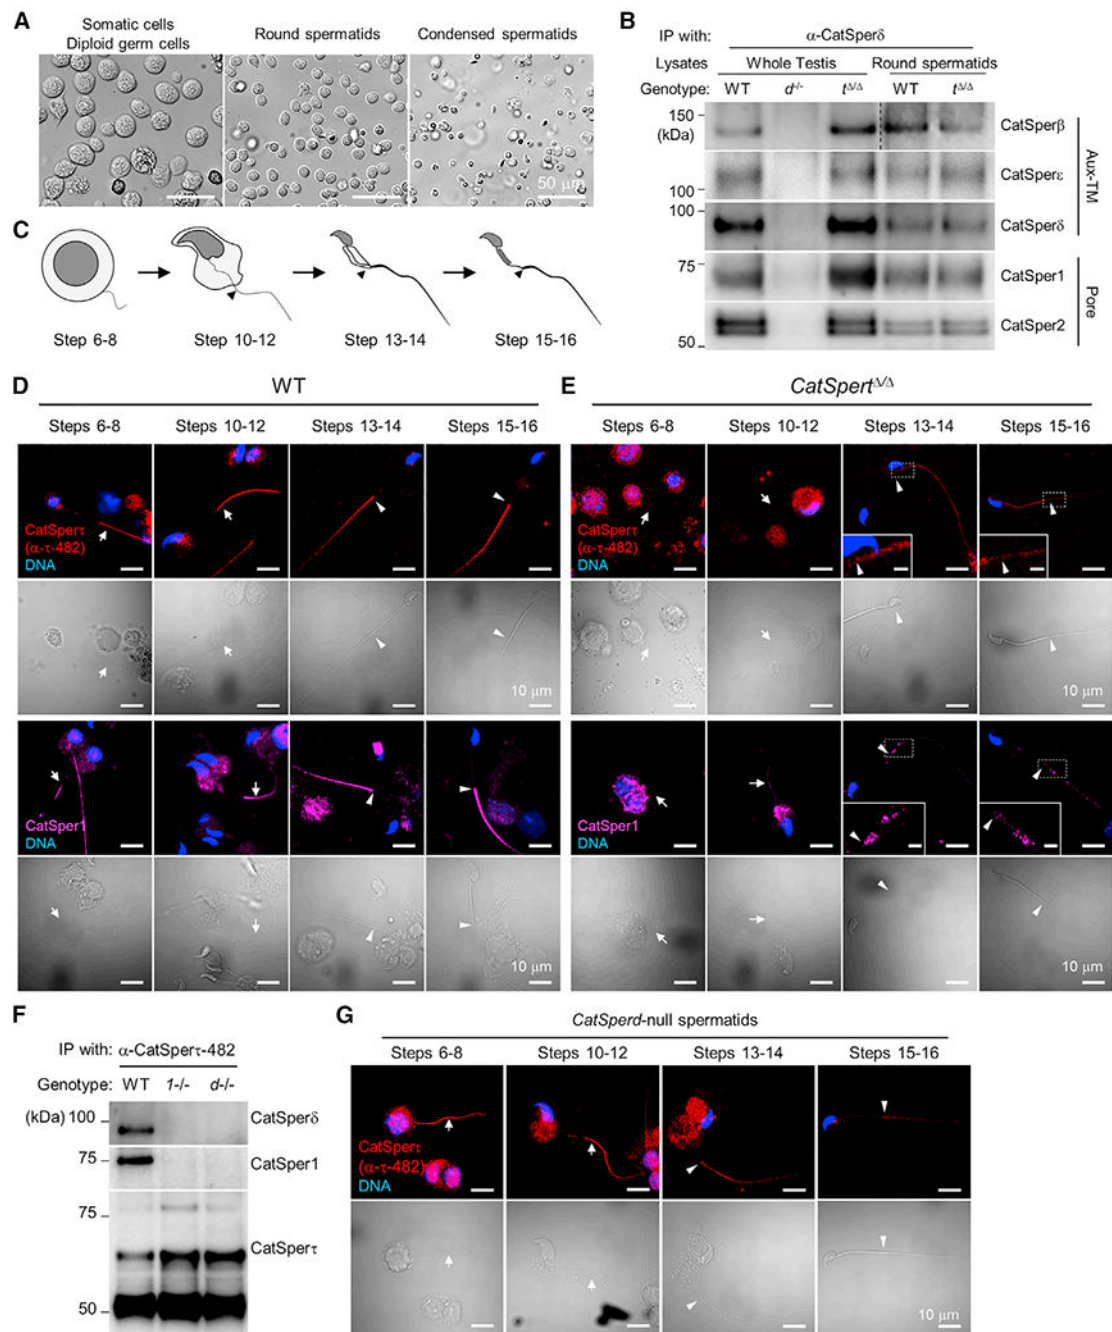 A
Somatic cells
Diploid germ cells
Round spermatids
Condensed spermatids
50 μm
B
IP with:
α-CatSperδ
Lysates
Whole Testis
Round spermatids
Genotype:
WT
d-/-
tΔ/Δ
WT
tΔ/Δ
150
(kDa)
CatSperβ
CatSperε
100
100
CatSperδ
Aux-TM
75
CatSper1
CatSper2
50
Pore
C
Step 6-8
Step 10-12
Step 13-14
Step 15-16
D
WT
Steps 6-8
Steps 10-12
Steps 13-14
Steps 15-16
CatSperτ
(α-τ-482)
DNA
10 μm
CatSper1
DNA
10 μm
E
CatSpertΔ/Δ
Steps 6-8
Steps 10-12
Steps 13-14
Steps 15-16
CatSperτ
(α-τ-482)
DNA
10 μm
CatSper1
DNA
10 μm
F
IP with:
α-CatSperτ-482
Genotype:
WT
1-/-
d-/-
(kDa)
100
CatSperδ
75
CatSper1
75
CatSperτ
50
G
CatSperd-null spermatids
Steps 6-8
Steps 10-12
Steps 13-14
Steps 15-16
CatSperτ
(α-τ-482)
DNA
10 μm